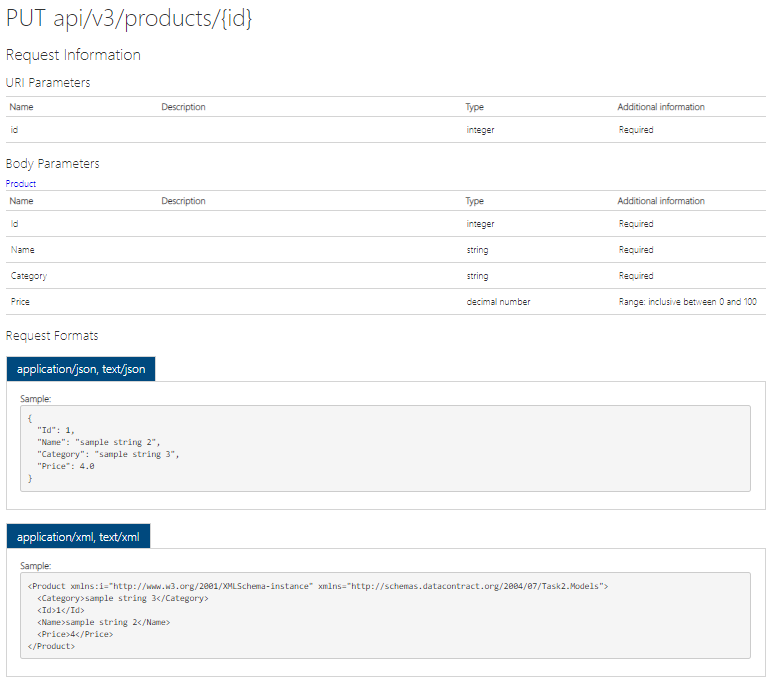 PUT api/v3/products/{id}
Request Information
URI Parameters
Name Description Type Additional information
id integer Required
Body Parameters
Product
Name Description Type Additional information
Id integer Required
Name string Required
Category string Required
Price decimal number Range: inclusive between 0 and 100
Request Formats
application/json, text/json
Sample:
{
  "Id": 1,
  "Name": "sample string 2",
  "Category": "sample string 3",
  "Price": 4.0
}
application/xml, text/xml
Sample:
<Product xmlns:i="http://www.w3.org/2001/XMLSchema-instance" xmlns="http://schemas.datacontract.org/2004/07/Task2.Models">
  <Category>sample string 3</Category>
  <Id>1</Id>
  <Name>sample string 2</Name>
  <Price>4</Price>
</Product>